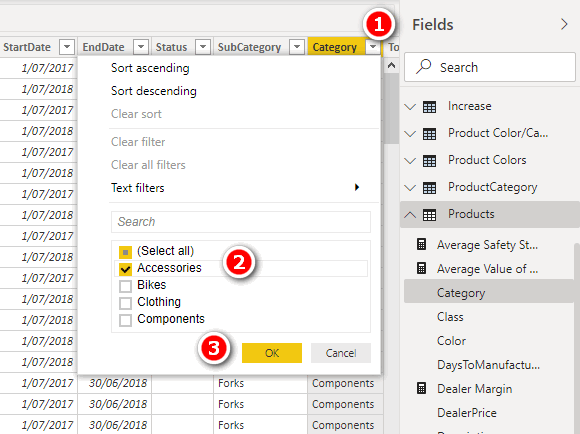 1
StartDate EndDate Status SubCategory Category To
Fields
Search
1/07/2017
1/07/2018
1/07/2017
1/07/2018
1/07/2017
1/07/2018
1/07/2017
1/07/2018
1/07/2017
1/07/2018
1/07/2017
1/07/2018
1/07/2017
1/07/2018
1/07/2017 30/06/2018 Forks Components
1/07/2017 30/06/2018 Forks Components
1/07/2017 30/06/2018 Forks Components
Sort ascending
Sort descending
Clear sort
Clear filter
Clear all filters
Text filters
Search
(Select all)
Accessories
2
Bikes
Clothing
Components
3
OK Cancel
Increase
Product Color/Ca...
Product Colors
ProductCategory
Products
Average Safety St...
Average Value of ...
Category
Class
Color
DaysToManufactu...
Dealer Margin
DealerPrice